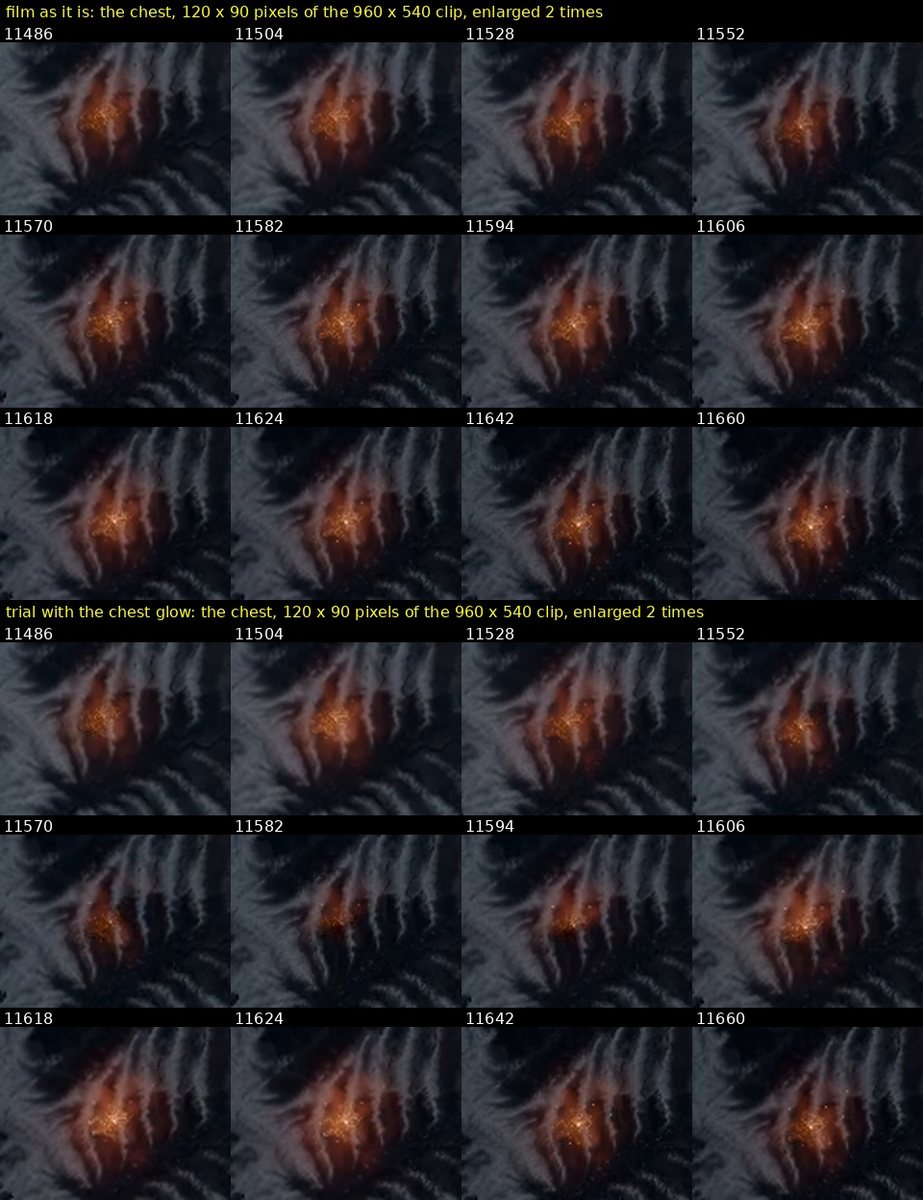 film as it is: the chest, 120 x 90 pixels of the 960 x 540 clip, enlarged 2 times
11486 11504 11528 11552
11570 11582 11594 11606
11618 11624 11642 11660
trial with the chest glow: the chest, 120 x 90 pixels of the 960 x 540 clip, enlarged 2 times
11486 11504 11528 11552
11570 11582 11594 11606
11618 11624 11642 11660